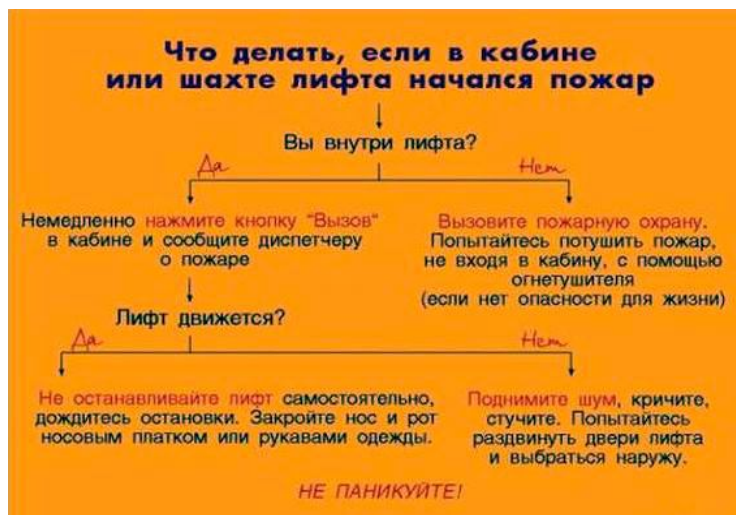 Что делать, если в кабине
или шахте лифта начался пожар
Вы внутри лифта?
Да
Нет
Немедленно нажмите кнопку "Вызов"
в кабине и сообщите диспетчеру
о пожаре
Вызовите пожарную охрану.
Попытайтесь потушить пожар,
не входя в кабину, с помощью
огнетушителя
(если нет опасности для жизни)
Лифт движется?
Да
Нет
Не останавливайте лифт самостоятельно,
дождитесь остановки. Закройте нос и рот
носовым платком или рукавами одежды.
Поднимите шум, кричите,
стучите. Попытайтесь
раздвинуть двери лифта
и выбраться наружу.
НЕ ПАНИКУЙТЕ!